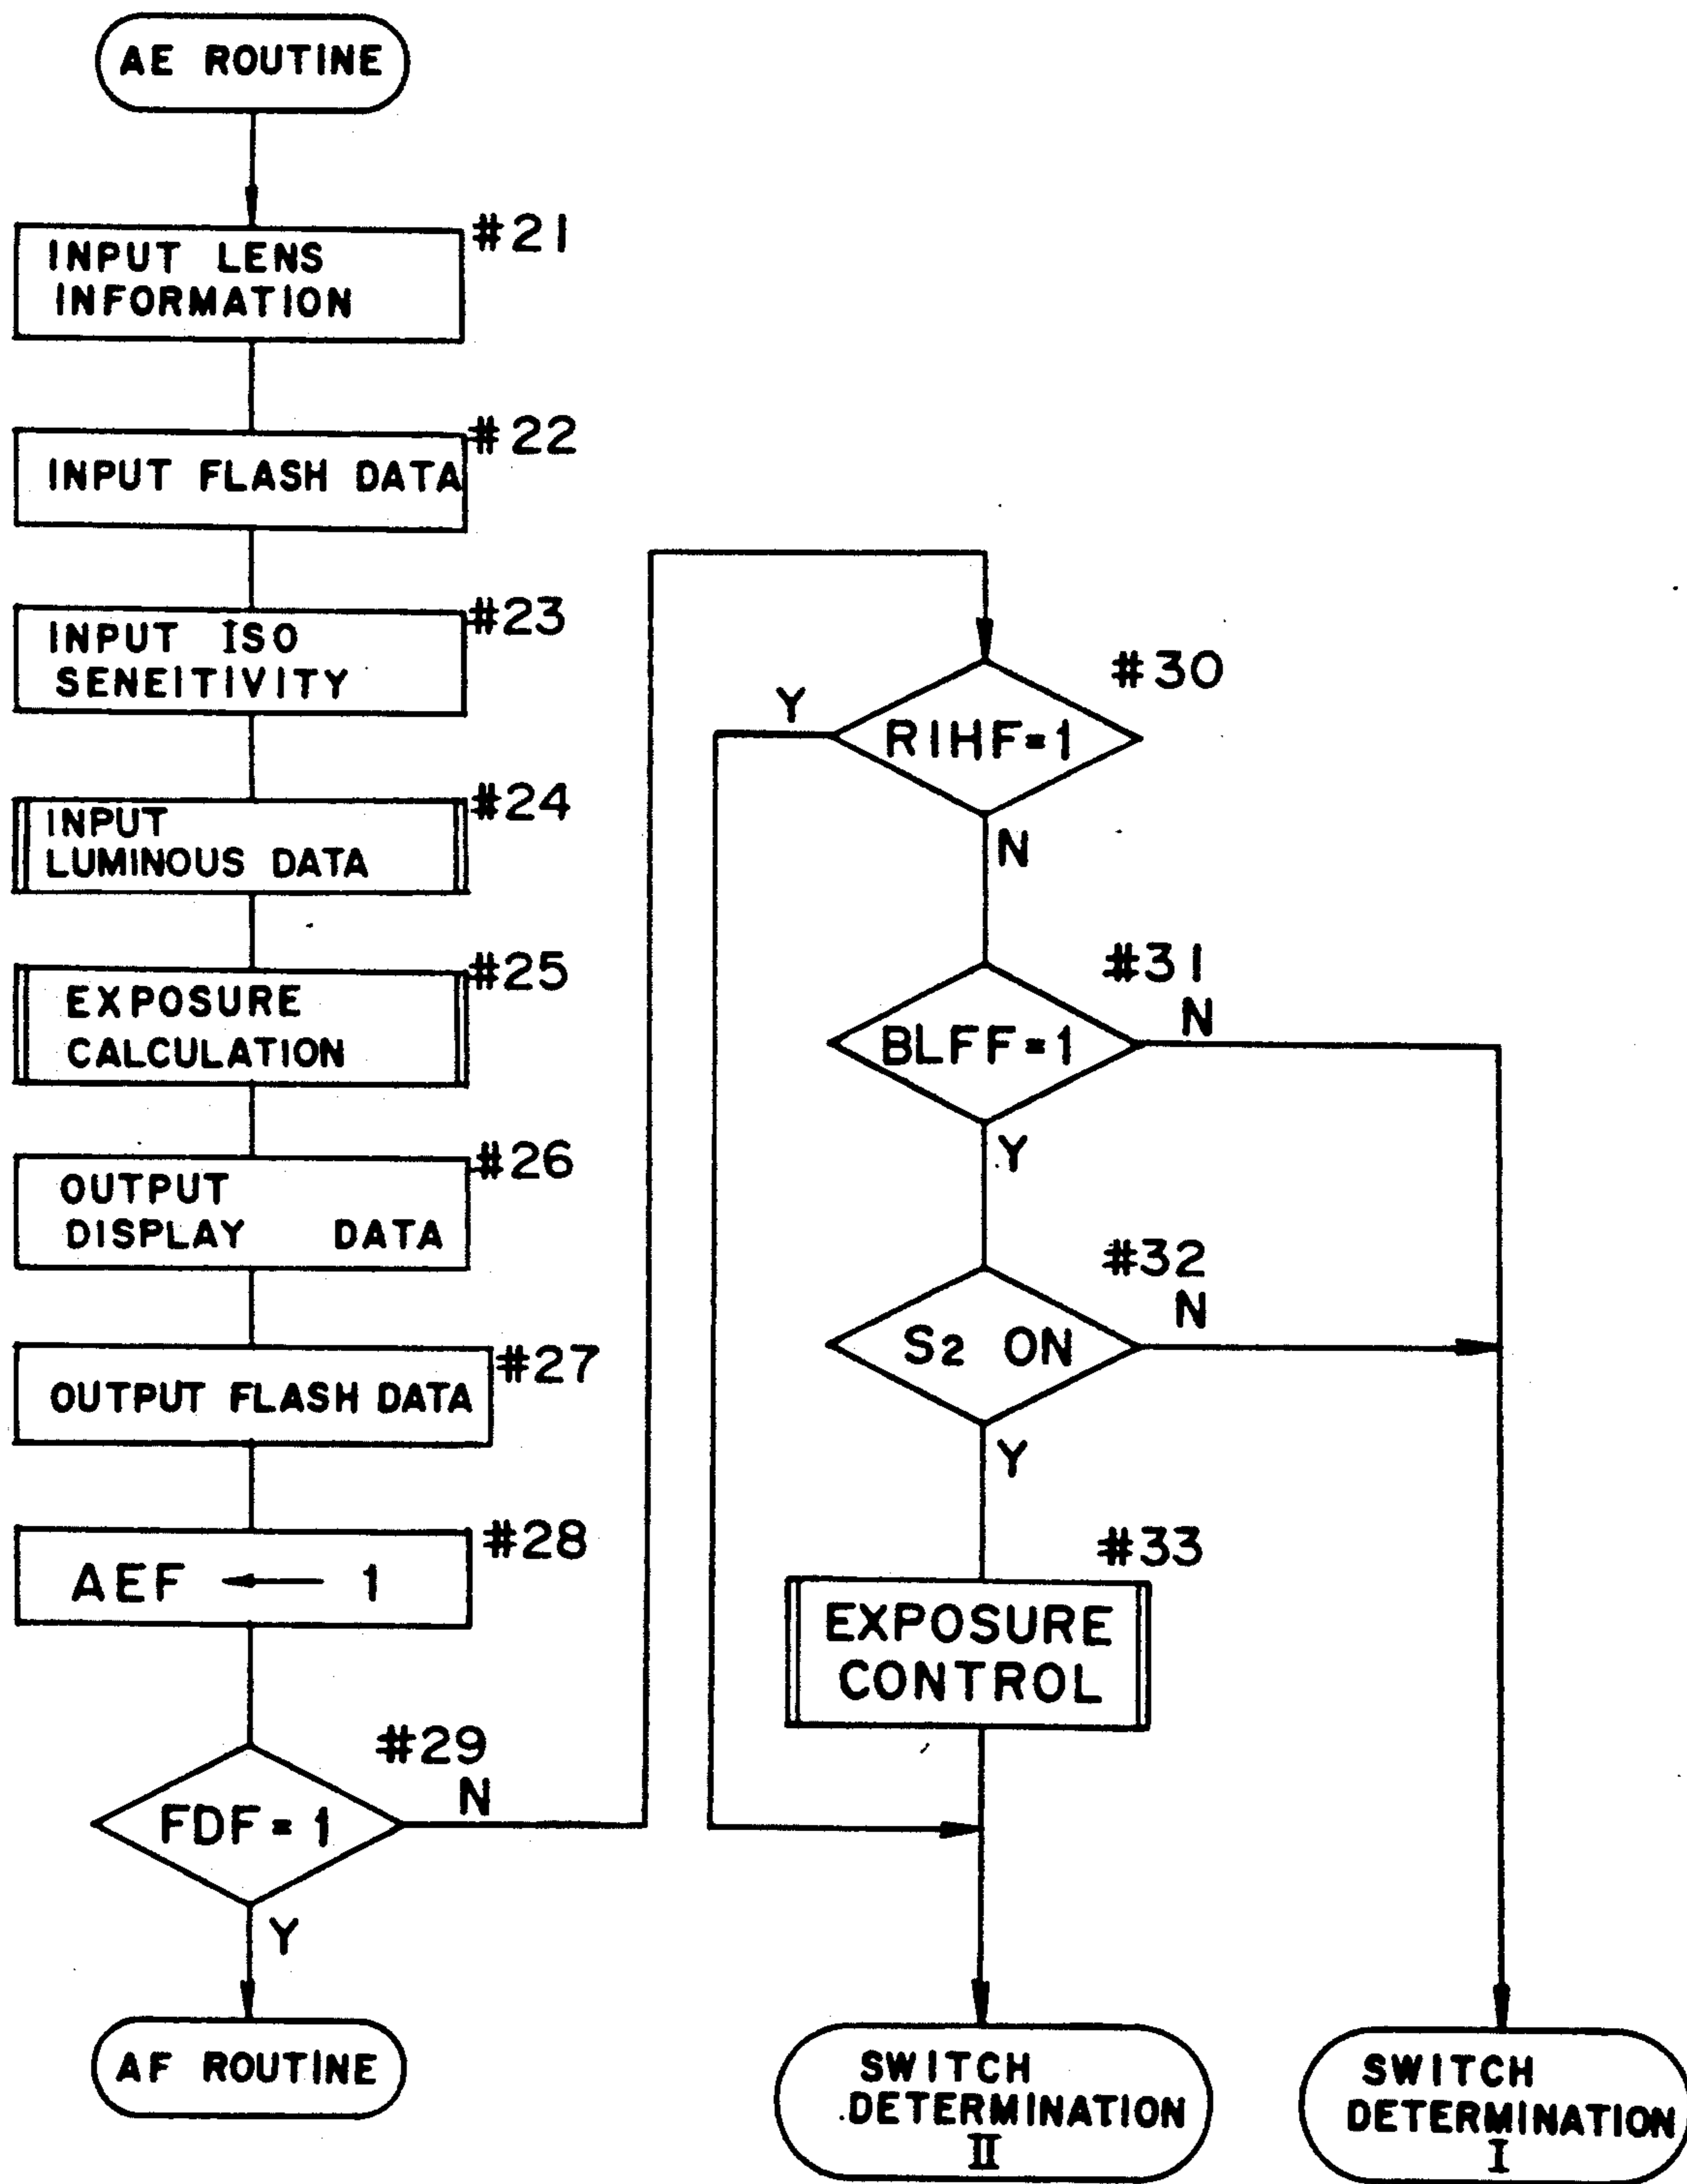 AE ROUTINE
#21
INPUT LENS
INFORMATION
#22
INPUT FLASH DATA
#23
INPUT ISO
SENEITIVITY
#24
INPUT
LUMINOUS DATA
#25
EXPOSURE
CALCULATION
#26
OUTPUT
DISPLAY DATA
#27
OUTPUT FLASH DATA
#28
AEF ← 1
#29
N
FDF = 1
Y
AF ROUTINE
#30
Y
RIHF=1
N
#31
N
BLFF=1
Y
#32
N
S2 ON
Y
#33
EXPOSURE
CONTROL
SWITCH
DETERMINATION
II
SWITCH
DETERMINATION
I